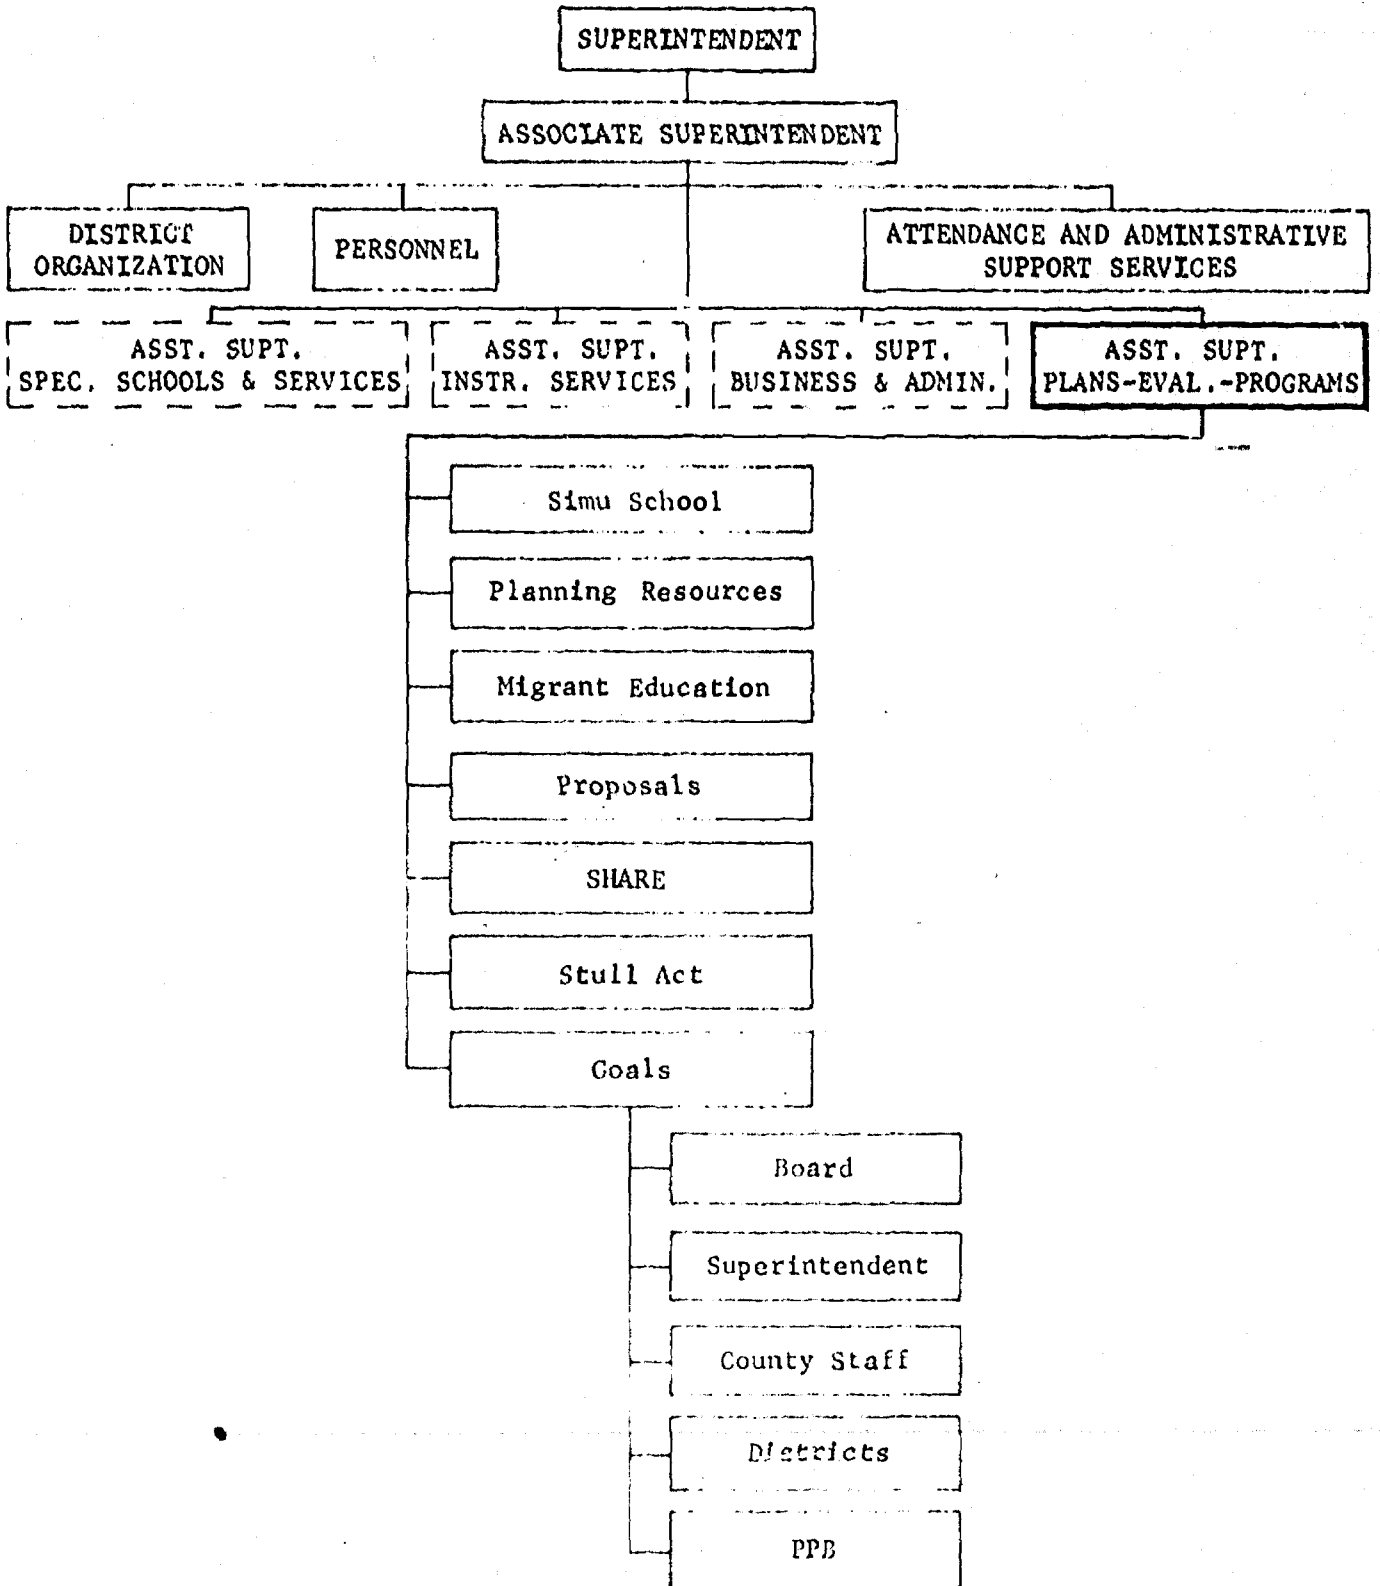 SUPERINTENDENT
ASSOCIATE SUPERINTENDENT
DISTRICT
ORGANIZATION
PERSONNEL
ATTENDANCE AND ADMINISTRATIVE
SUPPORT SERVICES
ASST. SUPT.
SPEC. SCHOOLS & SERVICES
ASST. SUPT.
INSTR. SERVICES
ASST. SUPT.
BUSINESS & ADMIN.
ASST. SUPT.
PLANS-EVAL.-PROGRAMS
Simu School
Planning Resources
Migrant Education
Proposals
SHARE
Stull Act
Goals
Board
Superintendent
County Staff
Districts
PPB